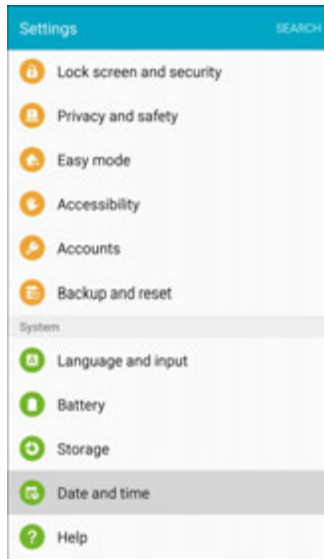 Settings
SEARCH
Lock screen and security
Privacy and safety
Easy mode
Accessibility
Accounts
Backup and reset
System
Language and input
Battery
Storage
Date and time
Help